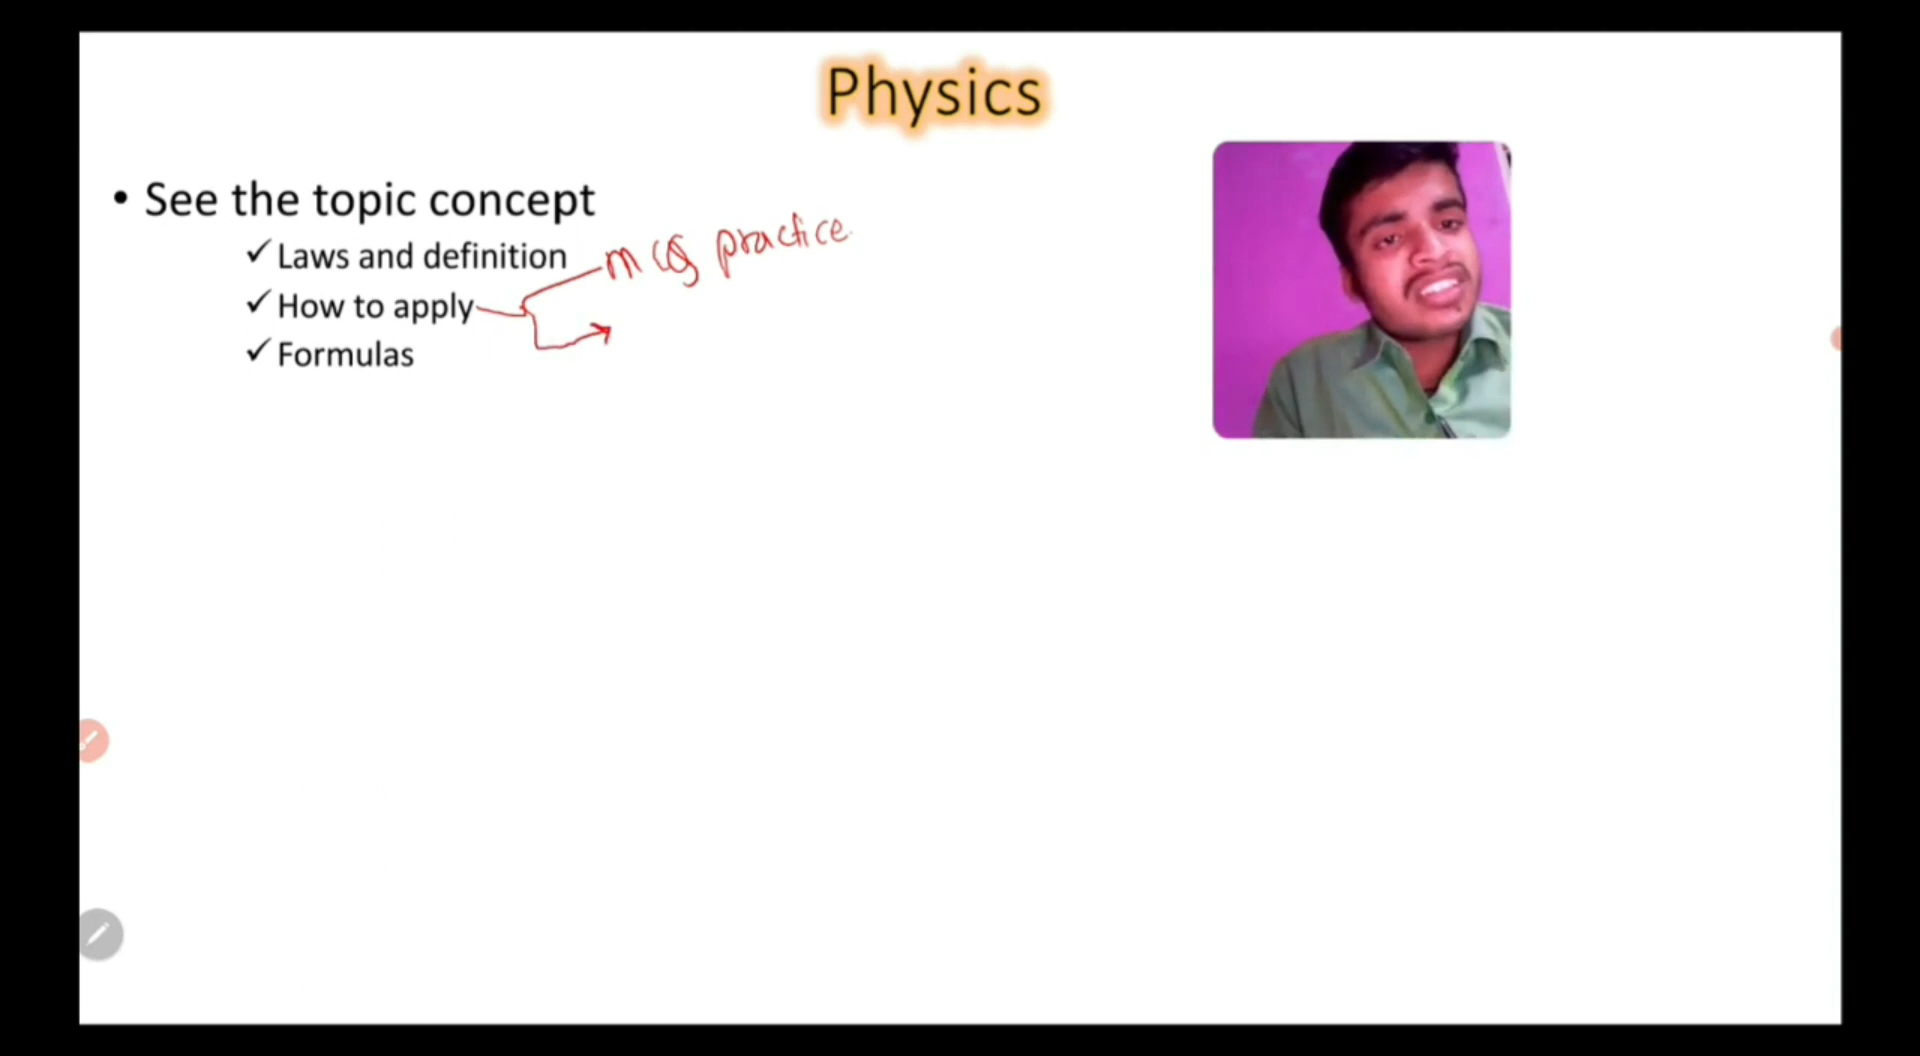 Physics
• See the topic concept
✓ Laws and definition
mcq practice
✓ How to apply
✓ Formulas